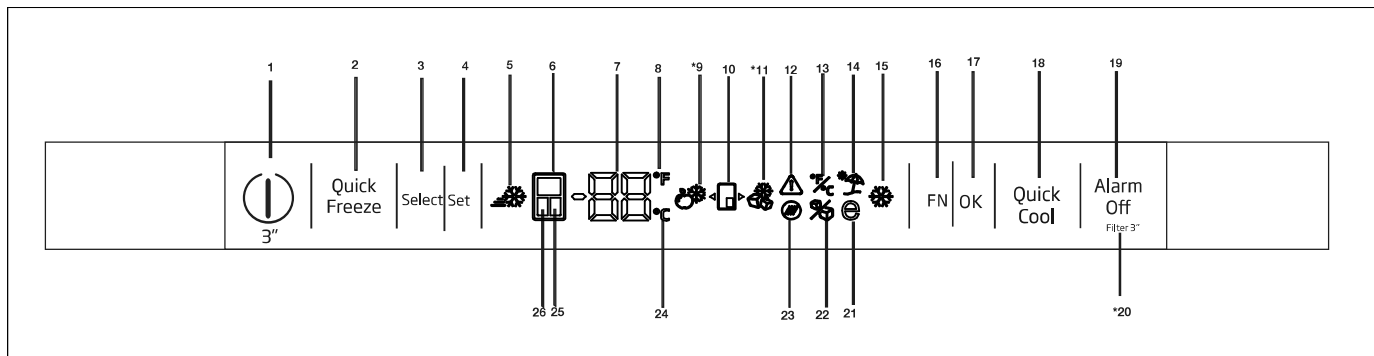 1 2 3 4 5 6 7 8 *9 10 *11 12 13 14 15 16 17 18 19
3" Quick Freeze Select Set °F °C °F/°C e FN OK Quick Cool Alarm Off Filter 3"
26 25 24 23 22 21 *20